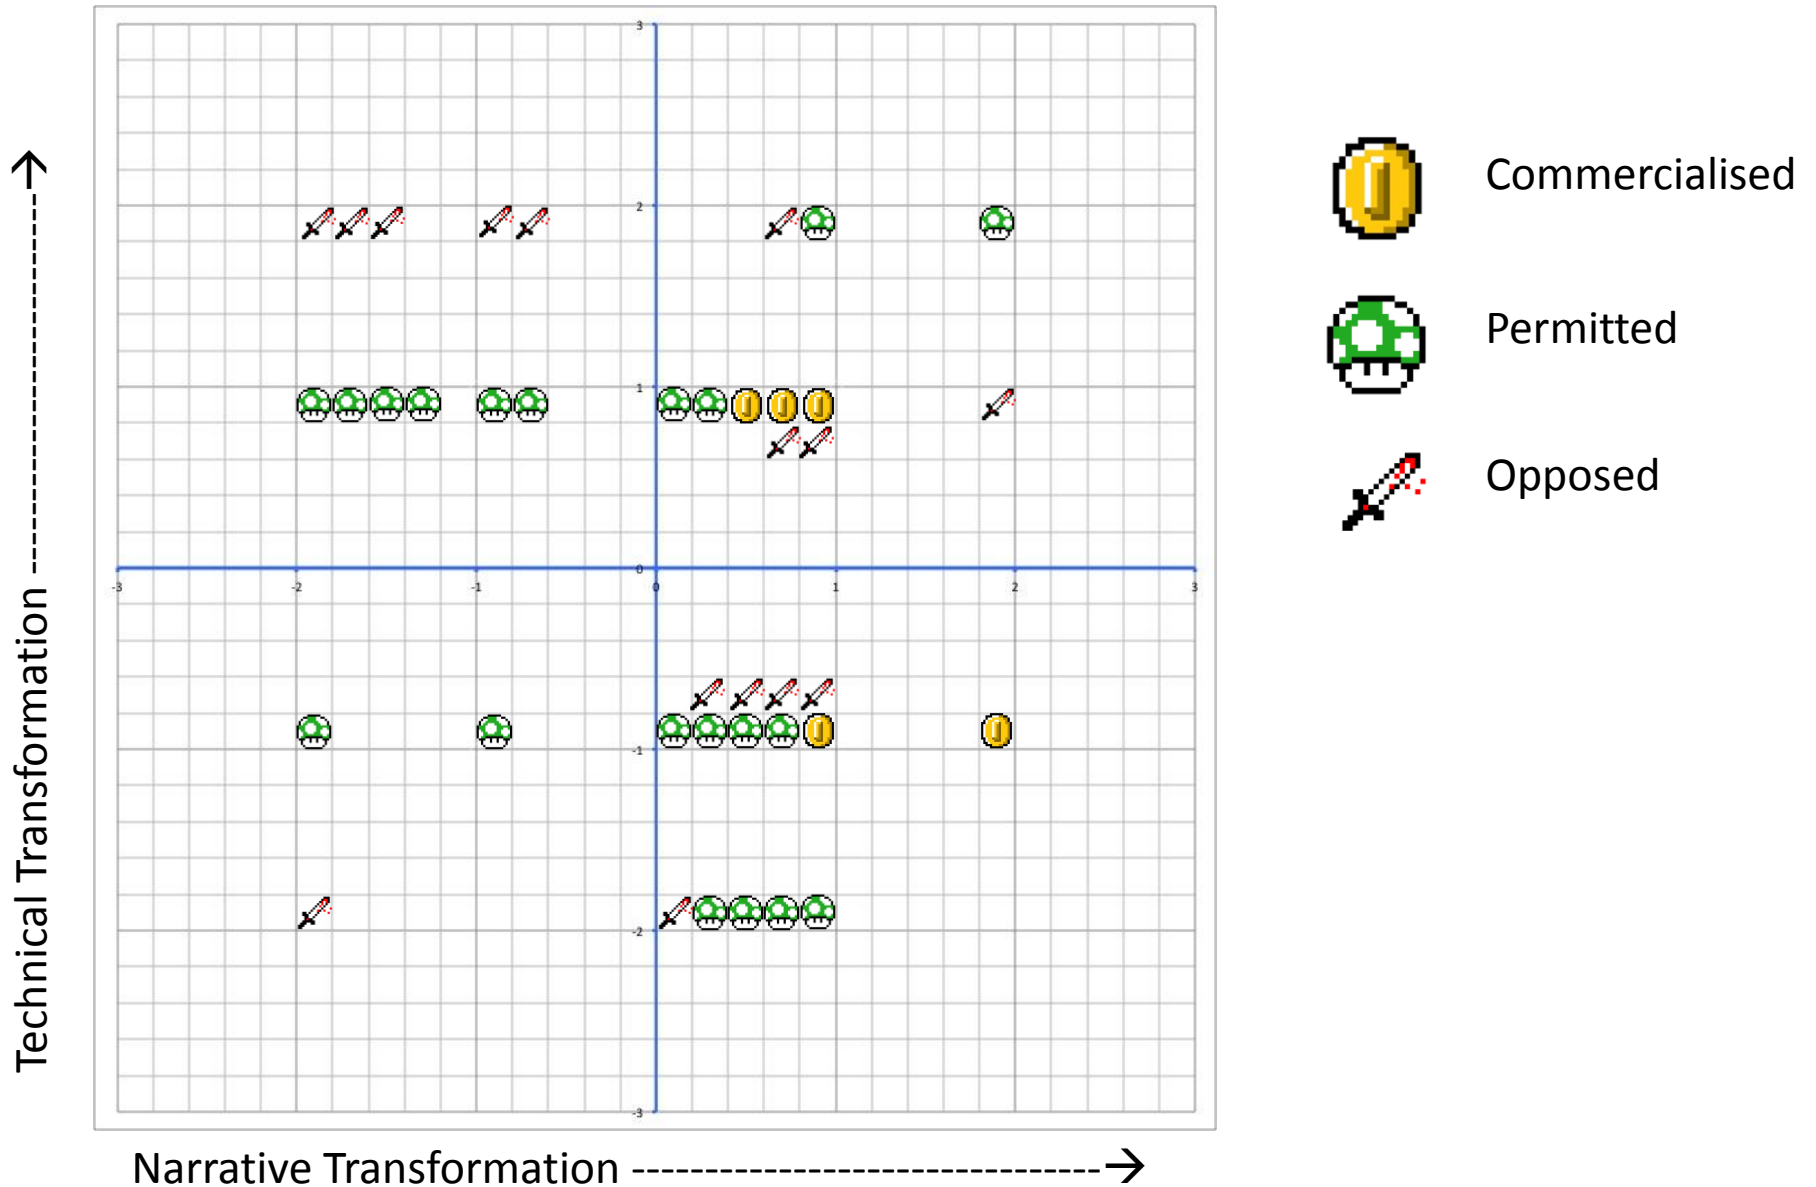 3
2
1
0
-3
-2
-1
0
1
2
3
-1
-2
-3
Technical Transformation ------------------------→
Narrative Transformation ----------------------------→
Commercialised
Permitted
Opposed